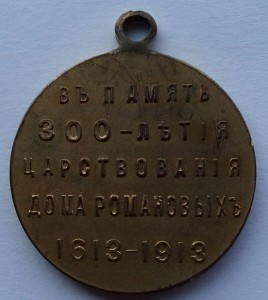 ВЪ ПАМЯТЬ
300-ЛѢТІЯ
ЦАРСТВОВАНІЯ
ДОМА РОМАНОВЫХЪ
1613-1913